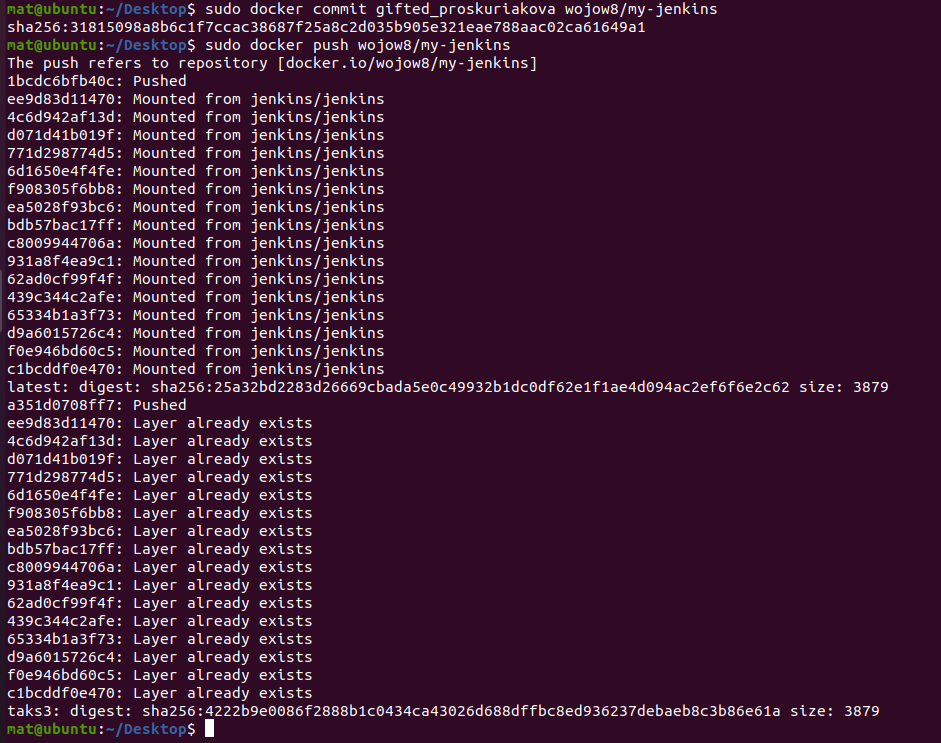 mat@ubuntu:~/Desktop$ sudo docker commit gifted_proskuriakova wojow8/my-jenkins
sha256:31815098a8b6c1f7ccac38687f25a8c2d035b905e321eae788aac02ca61649a1
mat@ubuntu:~/Desktop$ sudo docker push wojow8/my-jenkins
The push refers to repository [docker.io/wojow8/my-jenkins]
1bcdc6bfb40c: Pushed
ee9d83d11470: Mounted from jenkins/jenkins
4c6d942af13d: Mounted from jenkins/jenkins
d071d41b019f: Mounted from jenkins/jenkins
771d298774d5: Mounted from jenkins/jenkins
6d1650e4f4fe: Mounted from jenkins/jenkins
f908305f6bb8: Mounted from jenkins/jenkins
ea5028f93bc6: Mounted from jenkins/jenkins
bdb57bac17ff: Mounted from jenkins/jenkins
c8009944706a: Mounted from jenkins/jenkins
931a8f4ea9c1: Mounted from jenkins/jenkins
62ad0cf99f4f: Mounted from jenkins/jenkins
439c344c2afe: Mounted from jenkins/jenkins
65334b1a3f73: Mounted from jenkins/jenkins
d9a6015726c4: Mounted from jenkins/jenkins
f0e946bd60c5: Mounted from jenkins/jenkins
c1bcddf0e470: Mounted from jenkins/jenkins
latest: digest: sha256:25a32bd2283d26669cbada5e0c49932b1dc0df62e1f1ae4d094ac2ef6f6e2c62 size: 3879
a351d0708ff7: Pushed
ee9d83d11470: Layer already exists
4c6d942af13d: Layer already exists
d071d41b019f: Layer already exists
771d298774d5: Layer already exists
6d1650e4f4fe: Layer already exists
f908305f6bb8: Layer already exists
ea5028f93bc6: Layer already exists
bdb57bac17ff: Layer already exists
c8009944706a: Layer already exists
931a8f4ea9c1: Layer already exists
62ad0cf99f4f: Layer already exists
439c344c2afe: Layer already exists
65334b1a3f73: Layer already exists
d9a6015726c4: Layer already exists
f0e946bd60c5: Layer already exists
c1bcddf0e470: Layer already exists
taks3: digest: sha256:4222b9e0086f2888b1c0434ca43026d688dffbc8ed936237debaeb8c3b86e61a size: 3879
mat@ubuntu:~/Desktop$